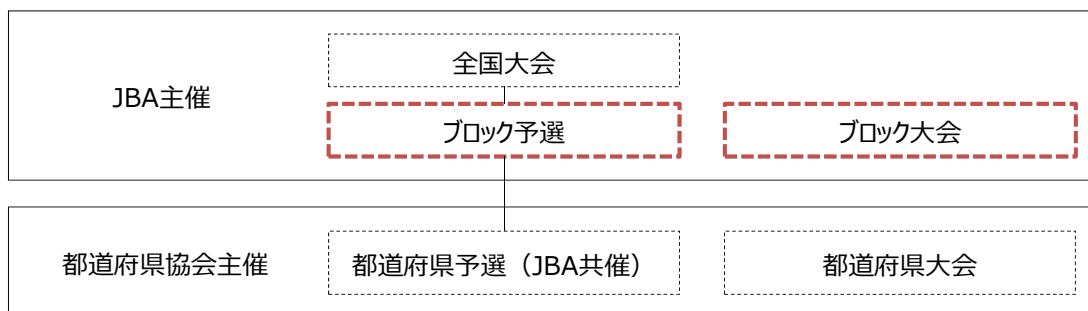 全国大会
JBA主催
ブロック予選
ブロック大会
都道府県協会主催
都道府県予選（JBA共催）
都道府県大会